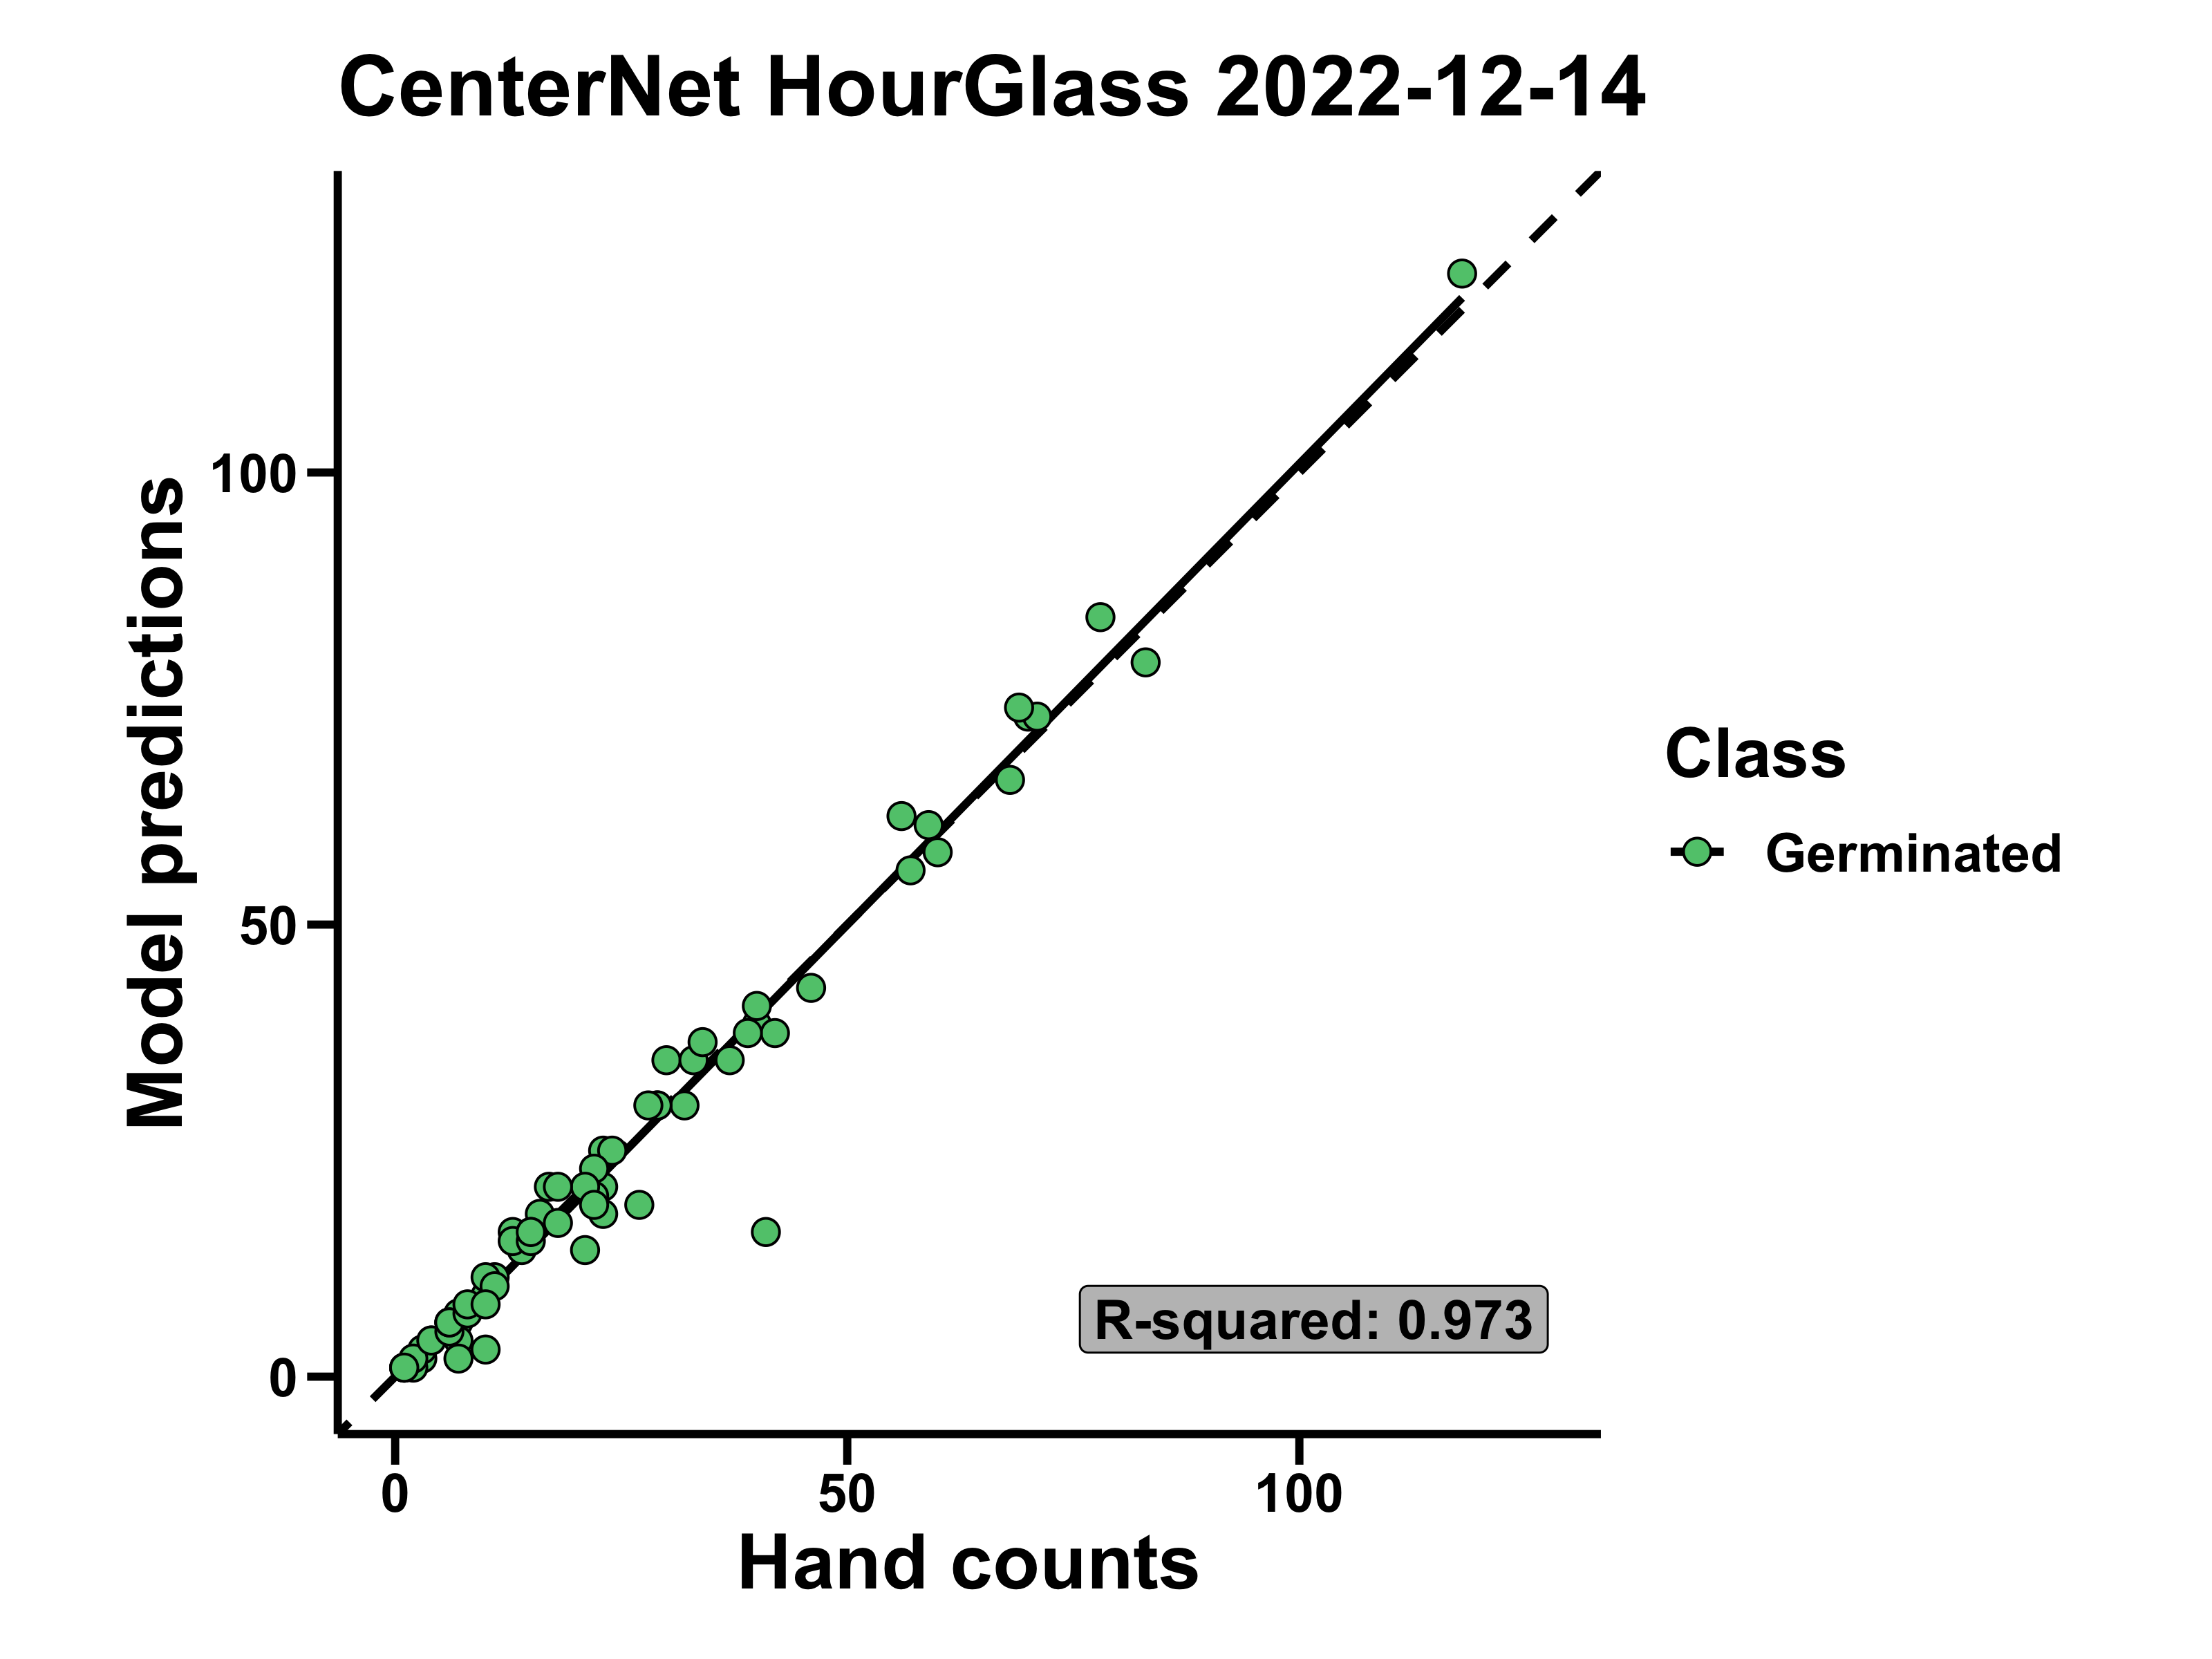 CenterNet HourGlass 2022-12-14
Model predictions
100
50
0
0 50 100
Hand counts
R-squared: 0.973
Class
Germinated